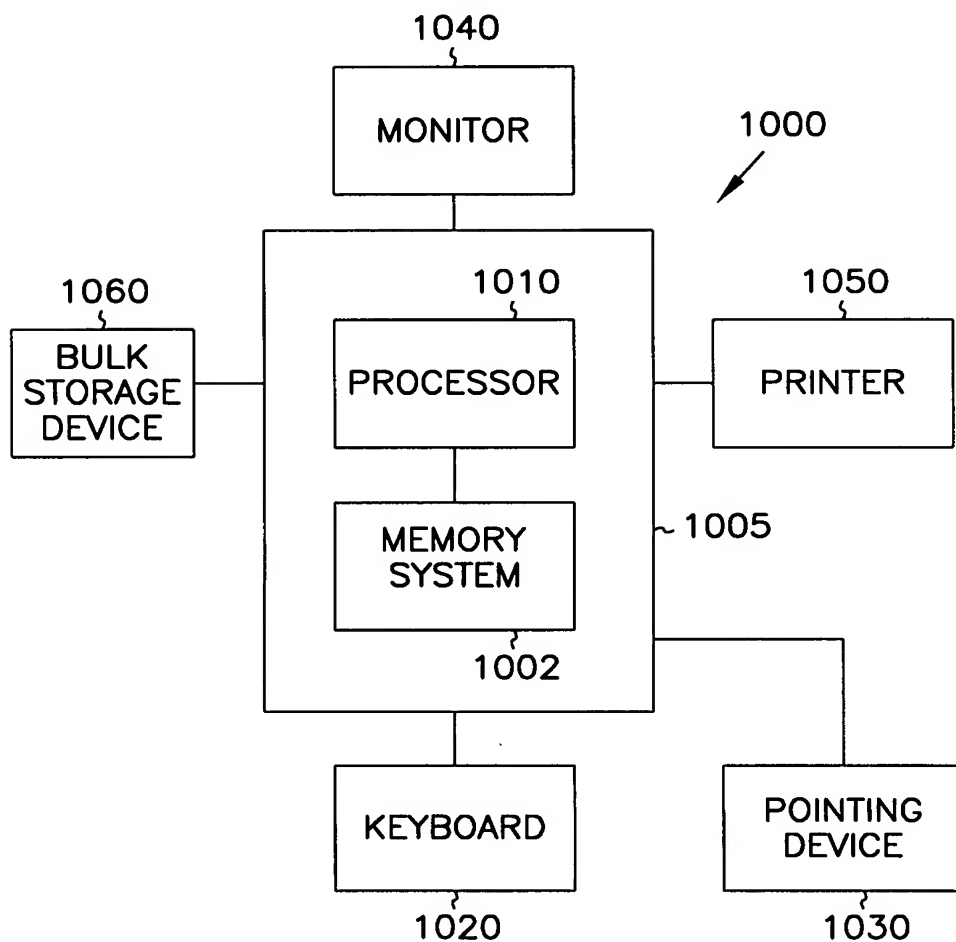 1040
MONITOR
1000
1060
BULK
STORAGE
DEVICE
1010
PROCESSOR
1050
PRINTER
MEMORY
SYSTEM
1005
1002
KEYBOARD
1020
POINTING
DEVICE
1030